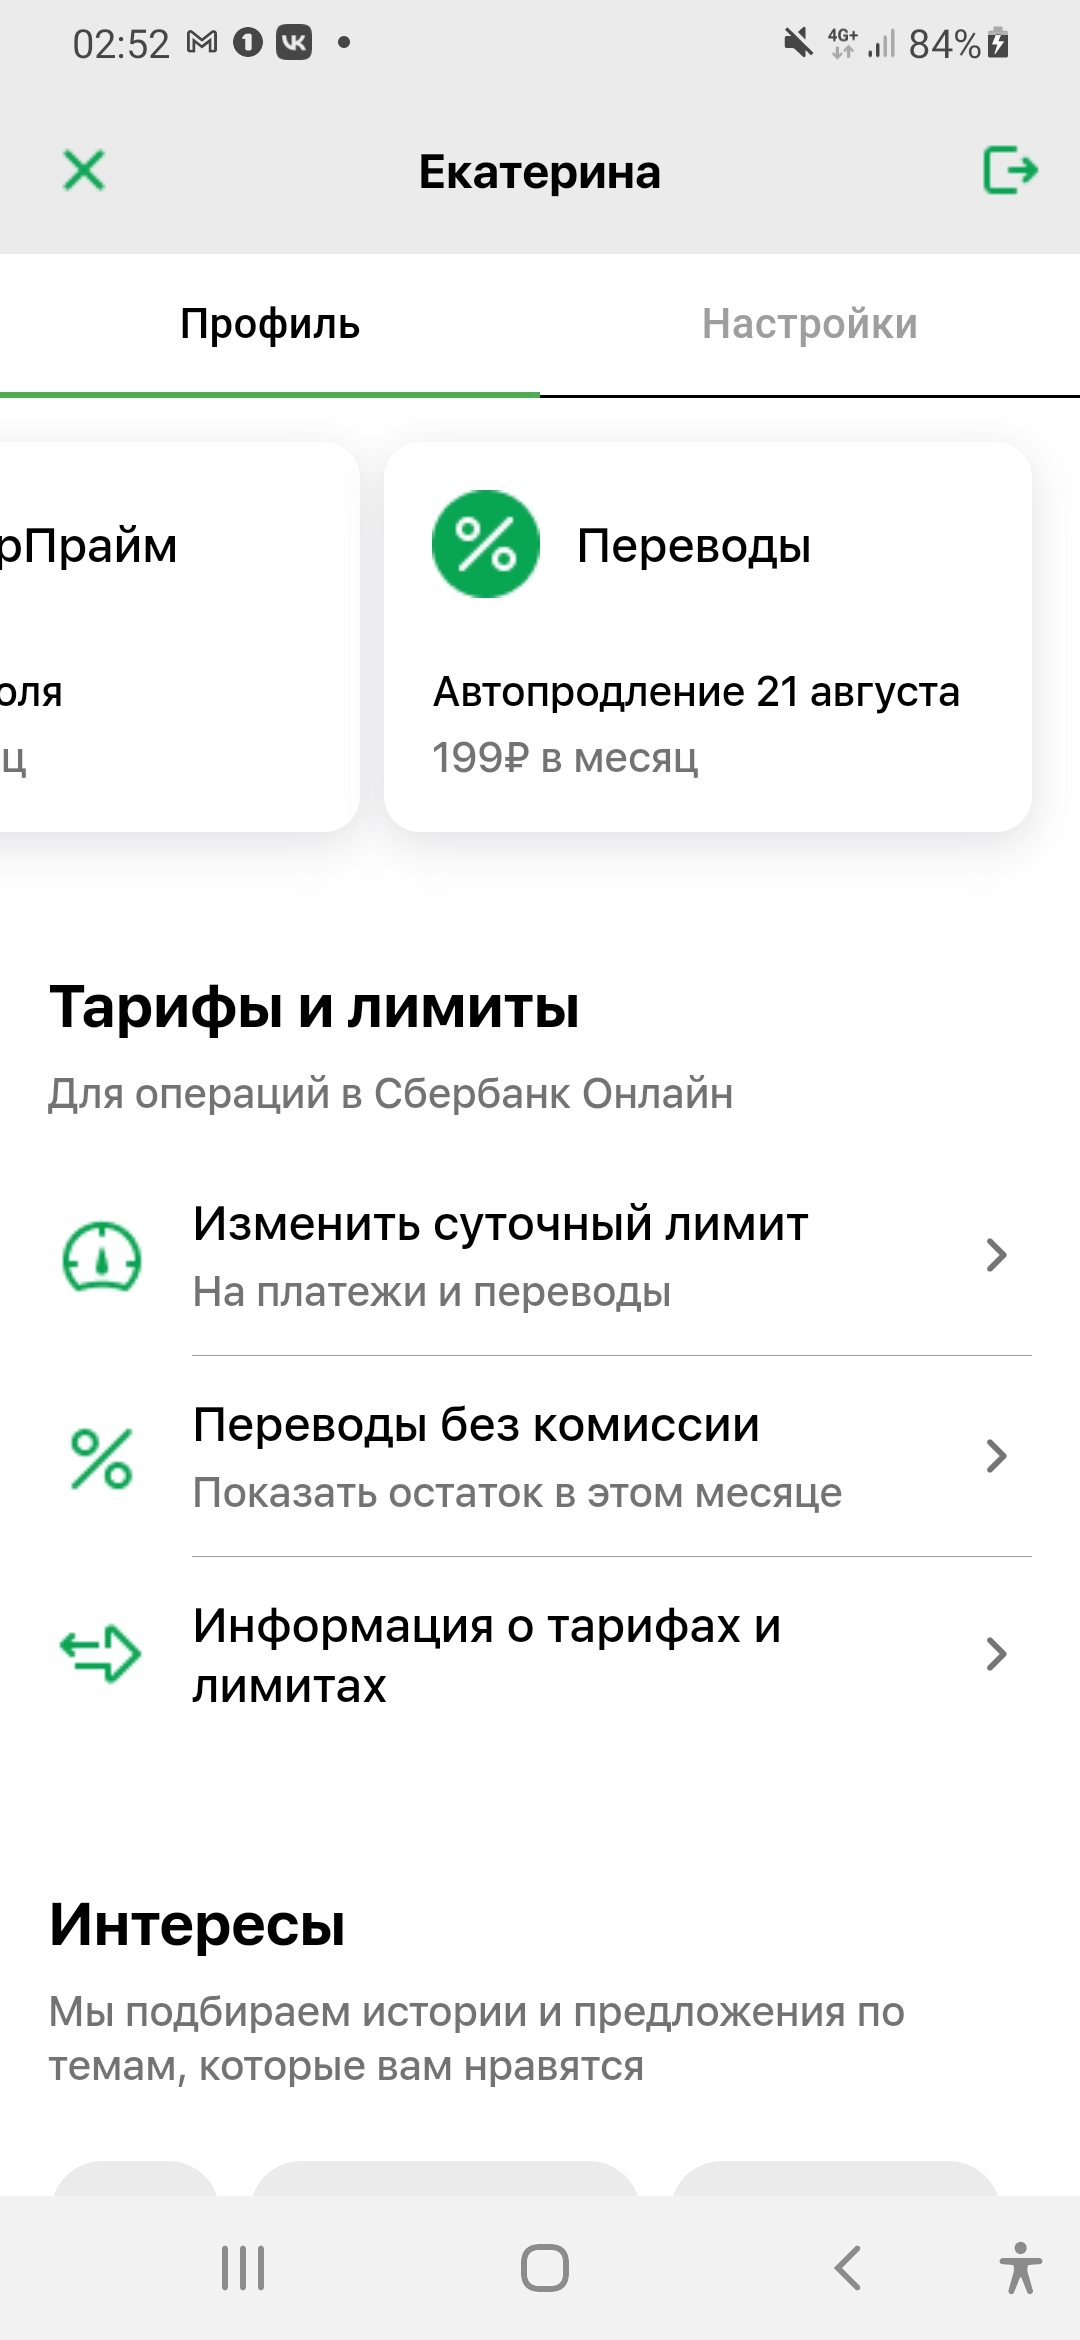 02:52
4G+
84%
Екатерина
Профиль
Настройки
рПрайм
Переводы
оля
Автопродление 21 августа
ц
199₽ в месяц
Тарифы и лимиты
Для операций в Сбербанк Онлайн
Изменить суточный лимит
На платежи и переводы
Переводы без комиссии
Показать остаток в этом месяце
Информация о тарифах и
лимитах
Интересы
Мы подбираем истории и предложения по
темам, которые вам нравятся